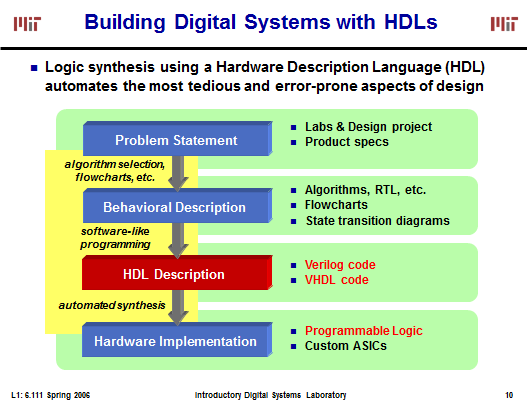 MIT
Building Digital Systems with HDLs
MIT
Logic synthesis using a Hardware Description Language (HDL)
automates the most tedious and error-prone aspects of design
Problem Statement
Labs & Design project
Product specs
algorithm selection,
flowcharts, etc.
Behavioral Description
Algorithms, RTL, etc.
Flowcharts
State transition diagrams
software-like
programming
HDL Description
Verilog code
VHDL code
automated synthesis
Hardware Implementation
Programmable Logic
Custom ASICs
L1: 6.111 Spring 2006
Introductory Digital Systems Laboratory
10